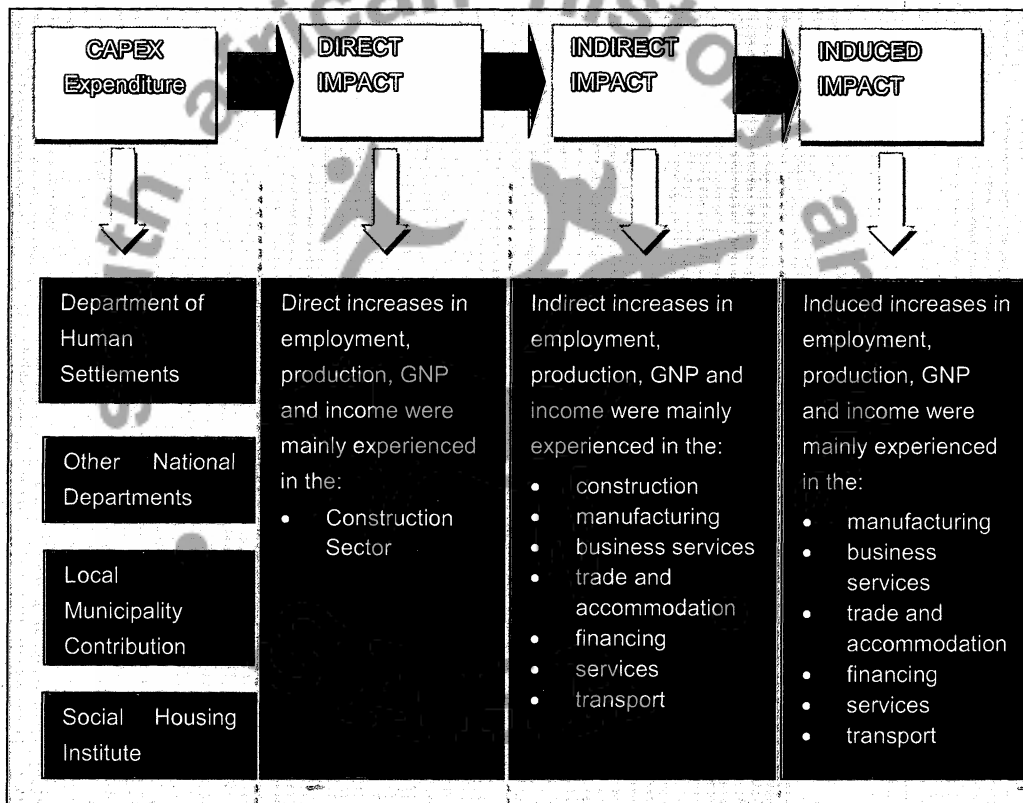 CAPEX
Expenditure
DIRECT
IMPACT
INDIRECT
IMPACT
INDUCED
IMPACT
Department of
Human
Settlements
Other National
Departments
Local
Municipality
Contribution
Social Housing
Institute
Direct increases in
employment,
production, GNP
and income were
mainly experienced
in the:
• Construction
Sector
Indirect increases in
employment,
production, GNP and
income were mainly
experienced in the:
• construction
• manufacturing
• business services
• trade and
accommodation
• financing
• services
• transport
Induced increases in
employment,
production, GNP
and income were
mainly experienced
in the:
• manufacturing
• business
services
• trade and
accommodation
• financing
• services
• transport